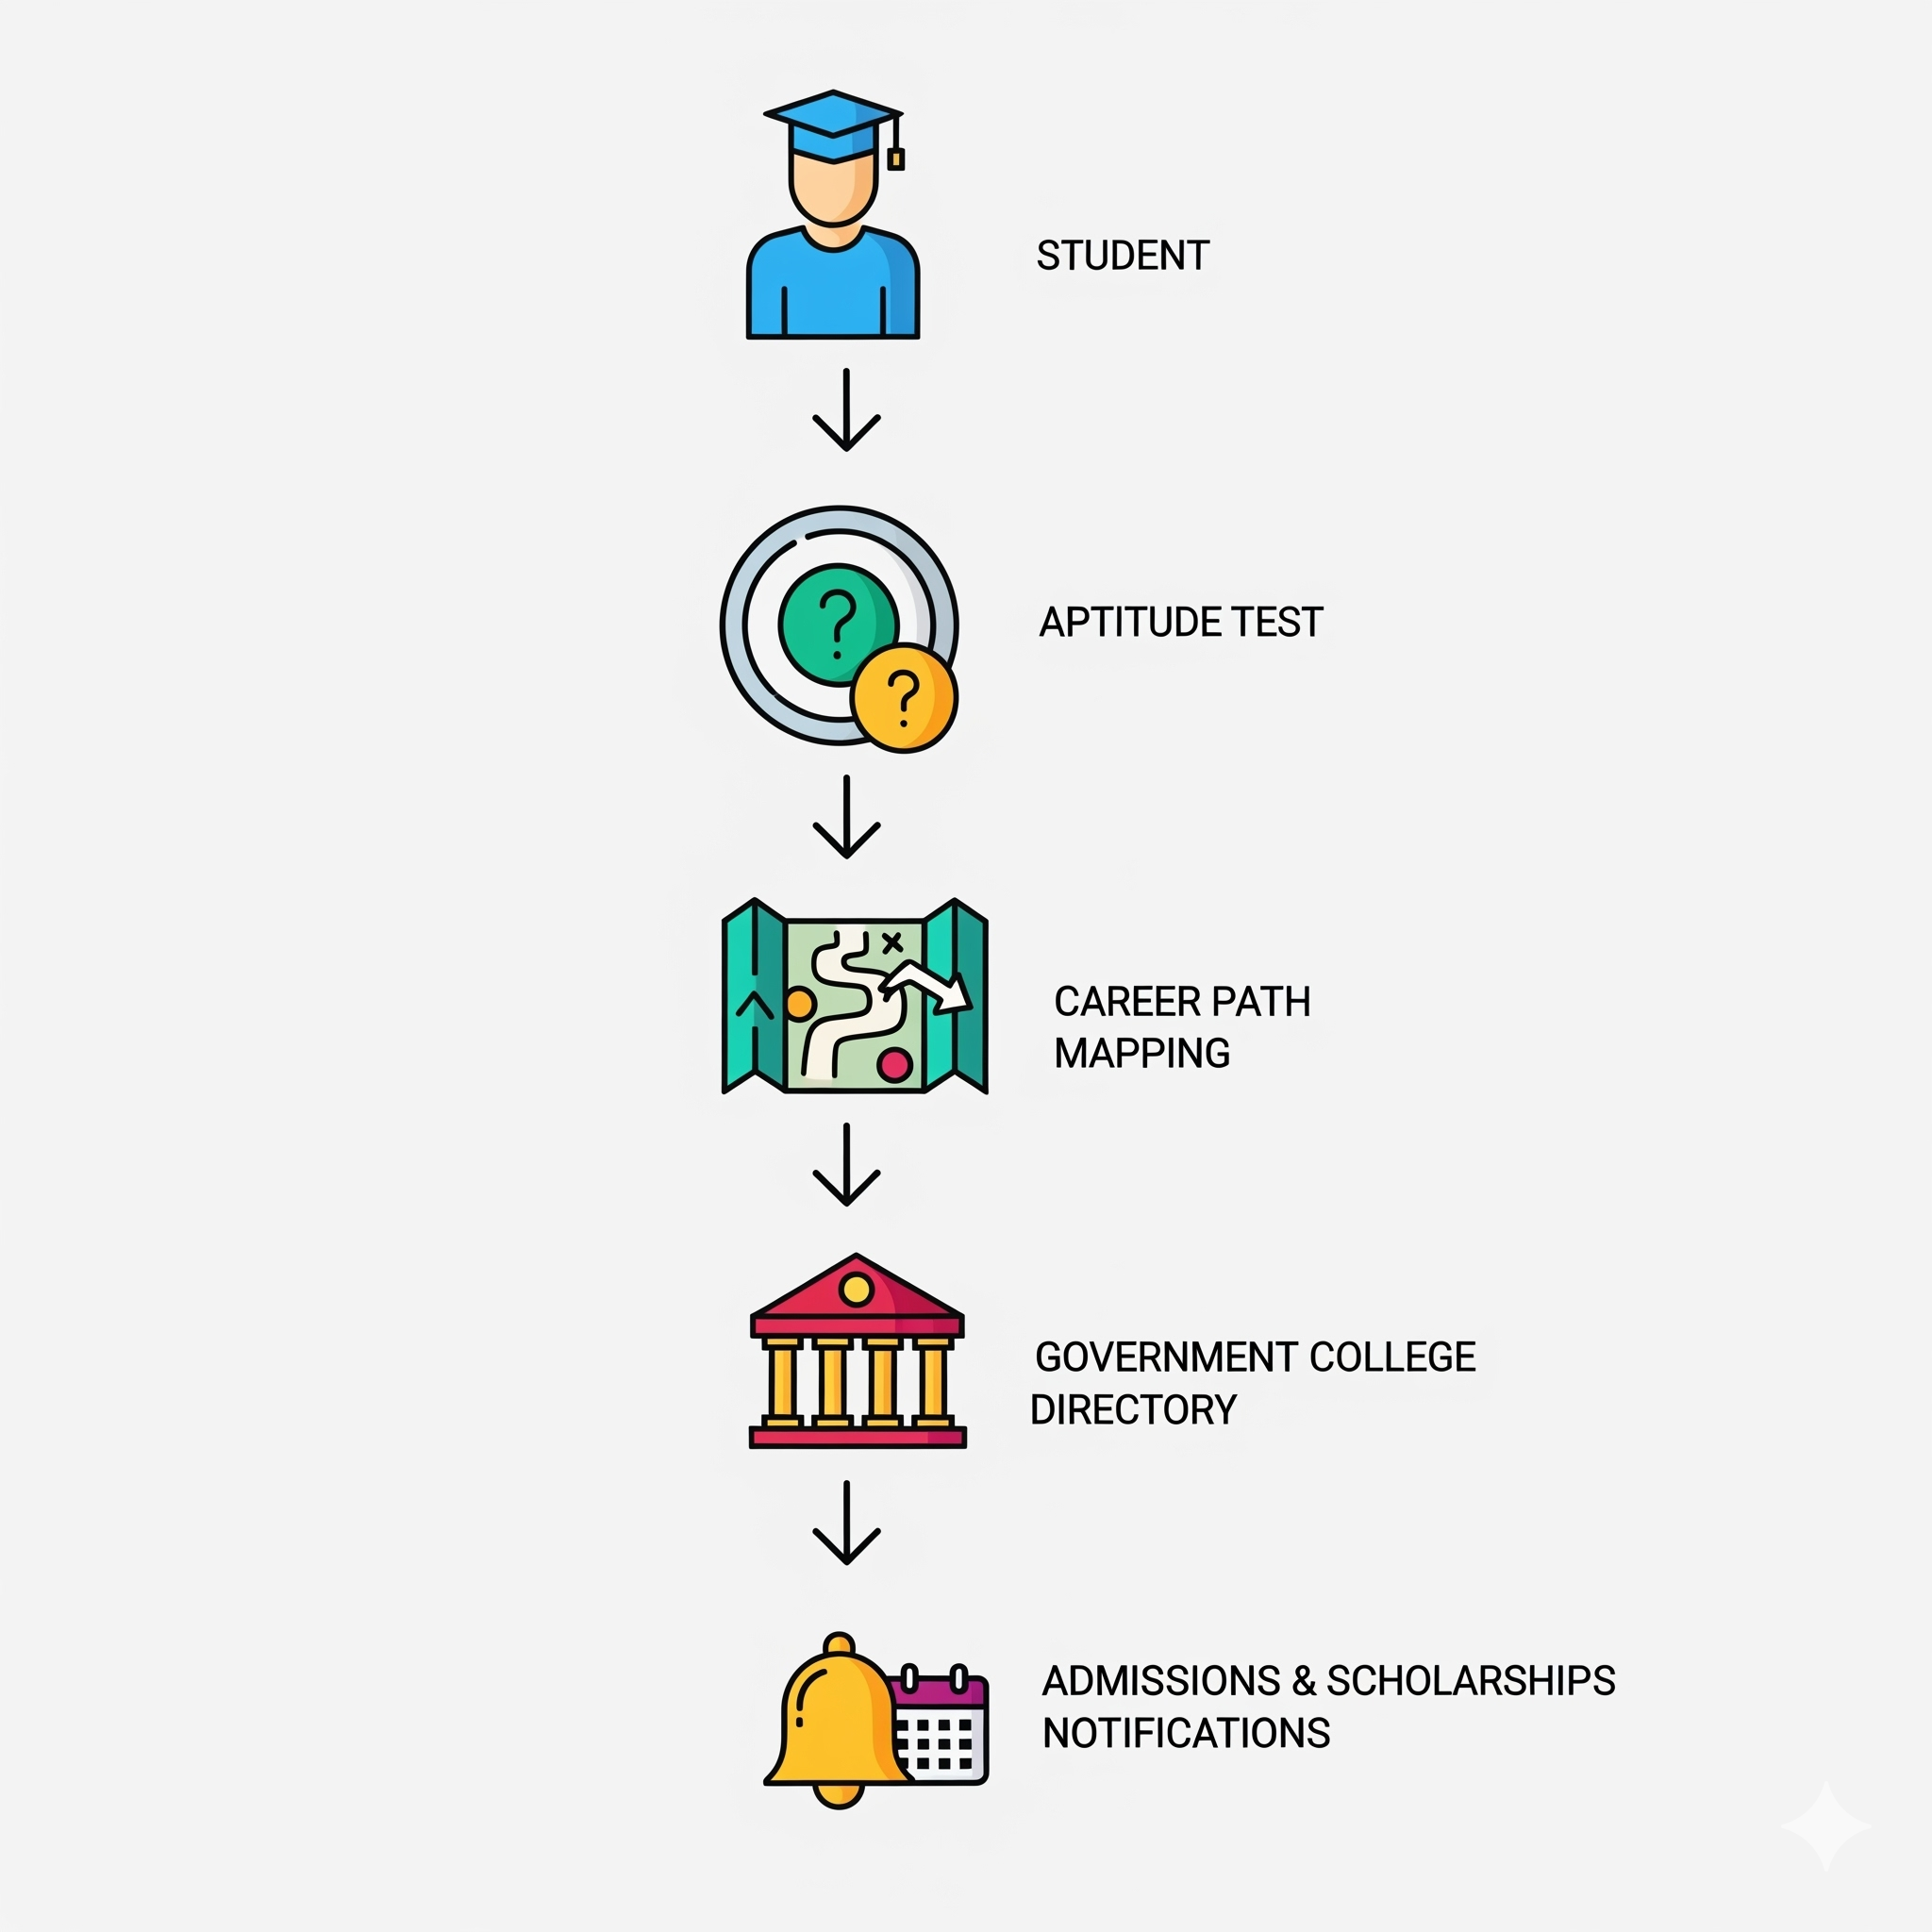 STUDENT
?
?
APTITUDE TEST
CAREER PATH
MAPPING
GOVERNMENT COLLEGE
DIRECTORY
ADMISSIONS & SCHOLARSHIPS
NOTIFICATIONS